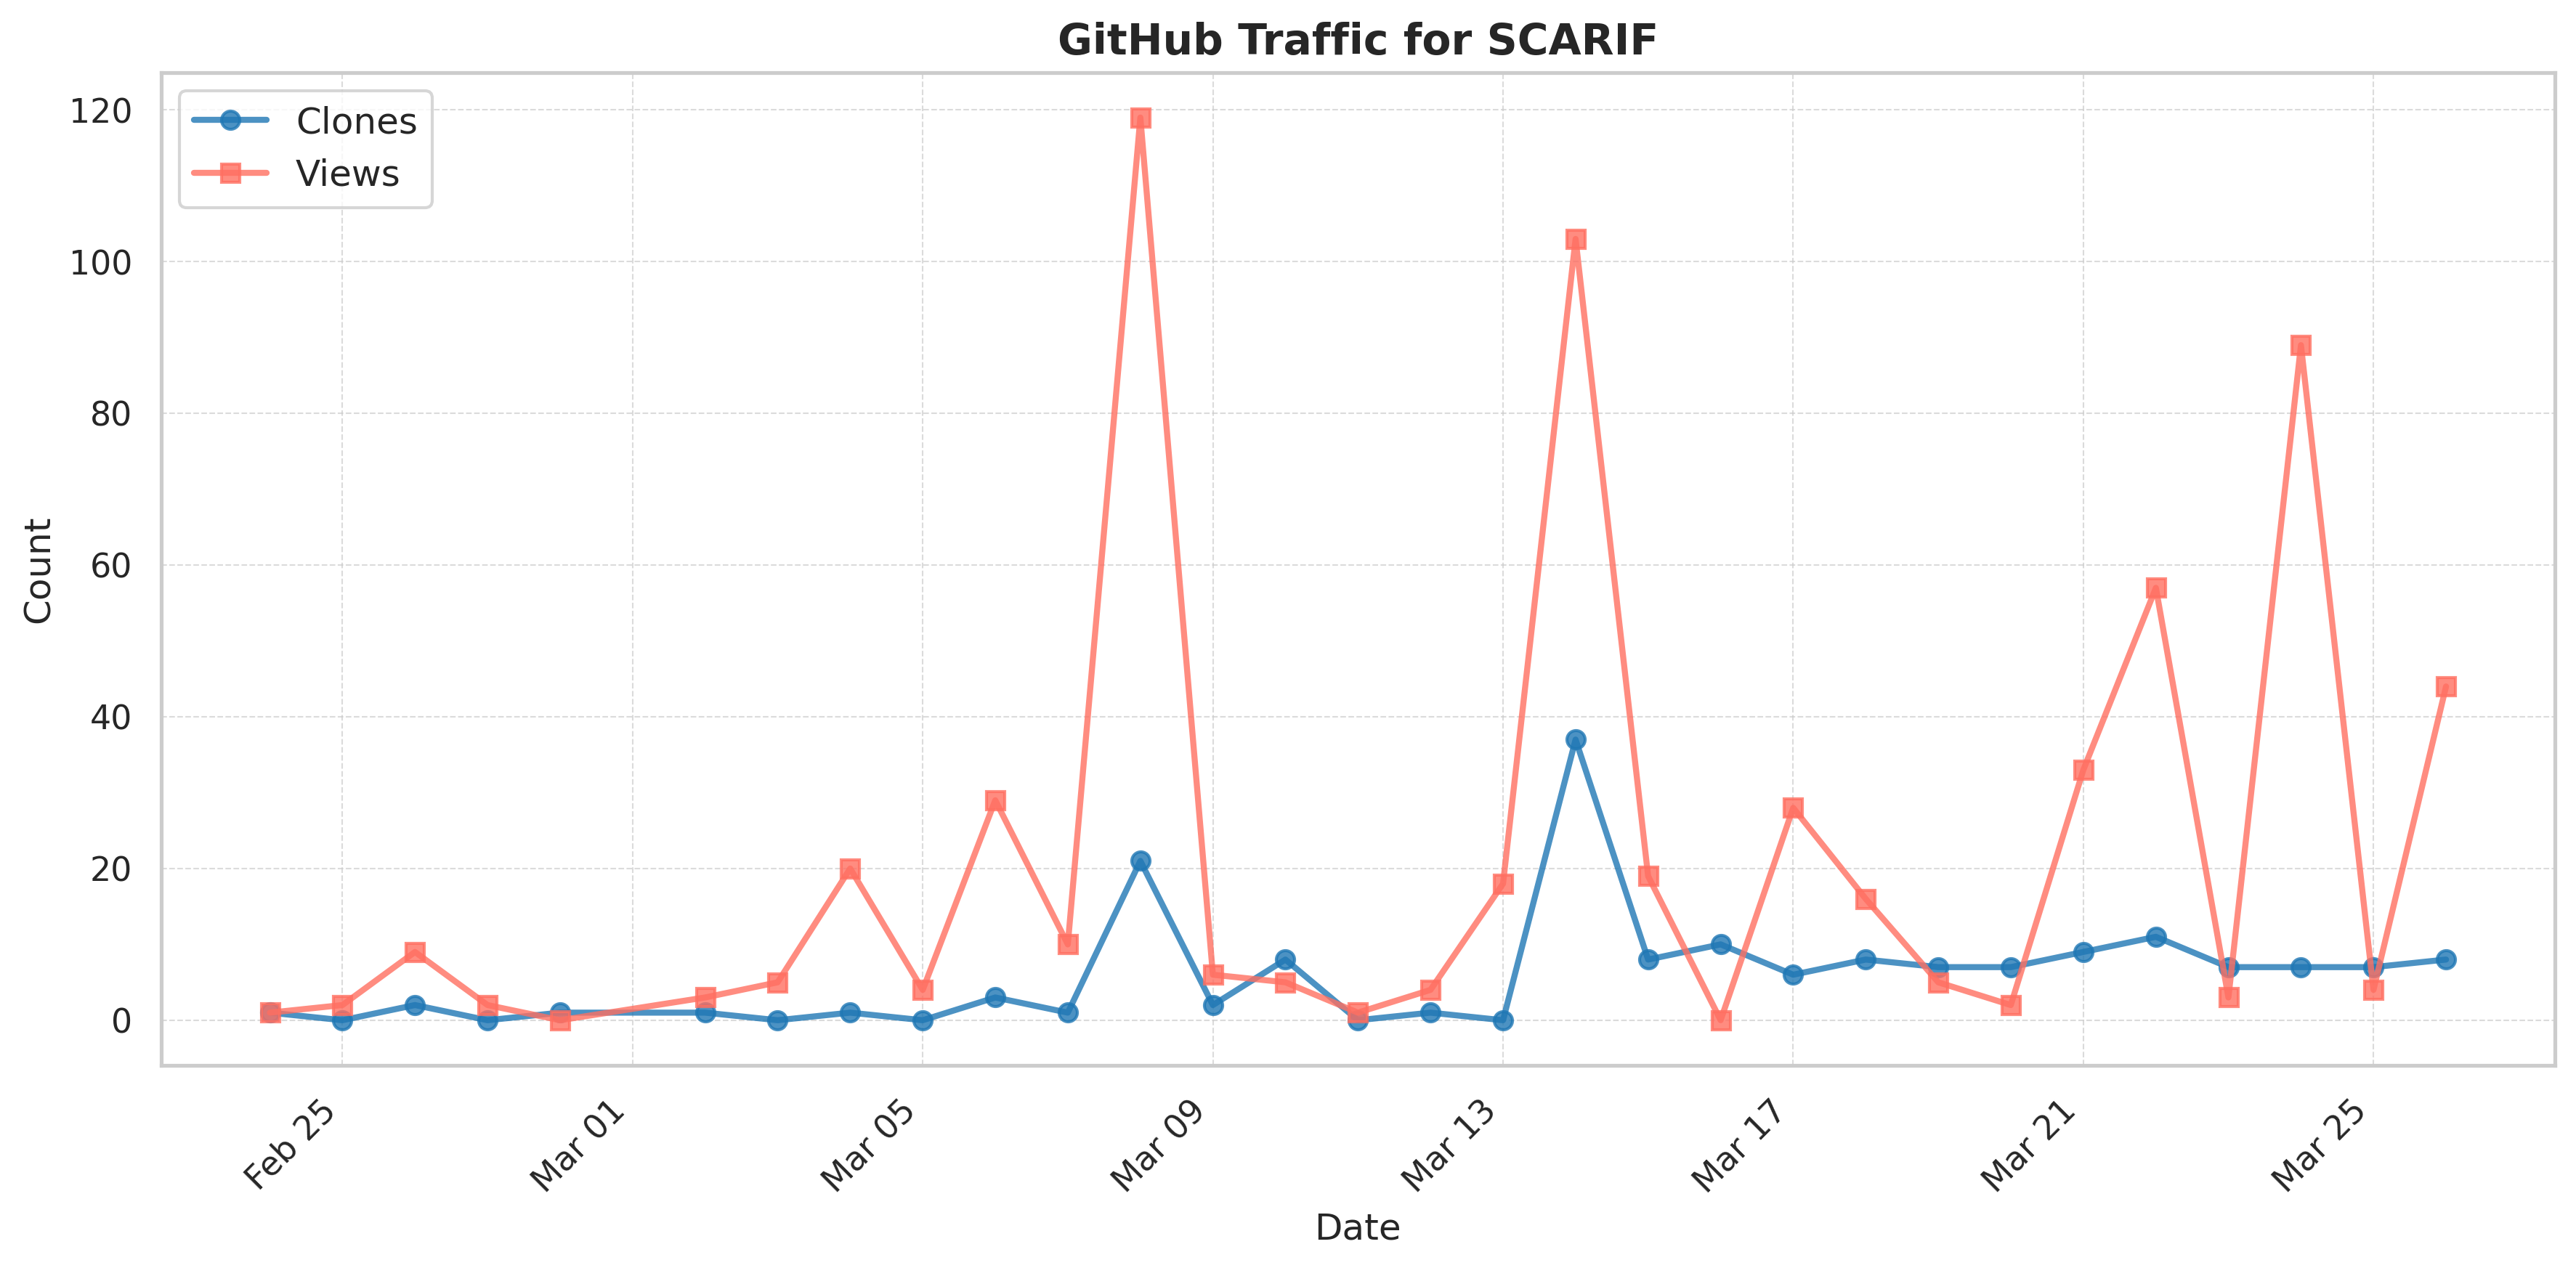 GitHub Traffic for SCARIF
Clones
Views
120
100
80
60
40
20
0
Count
Feb 25
Mar 01
Mar 05
Mar 09
Mar 13
Mar 17
Mar 21
Mar 25
Date